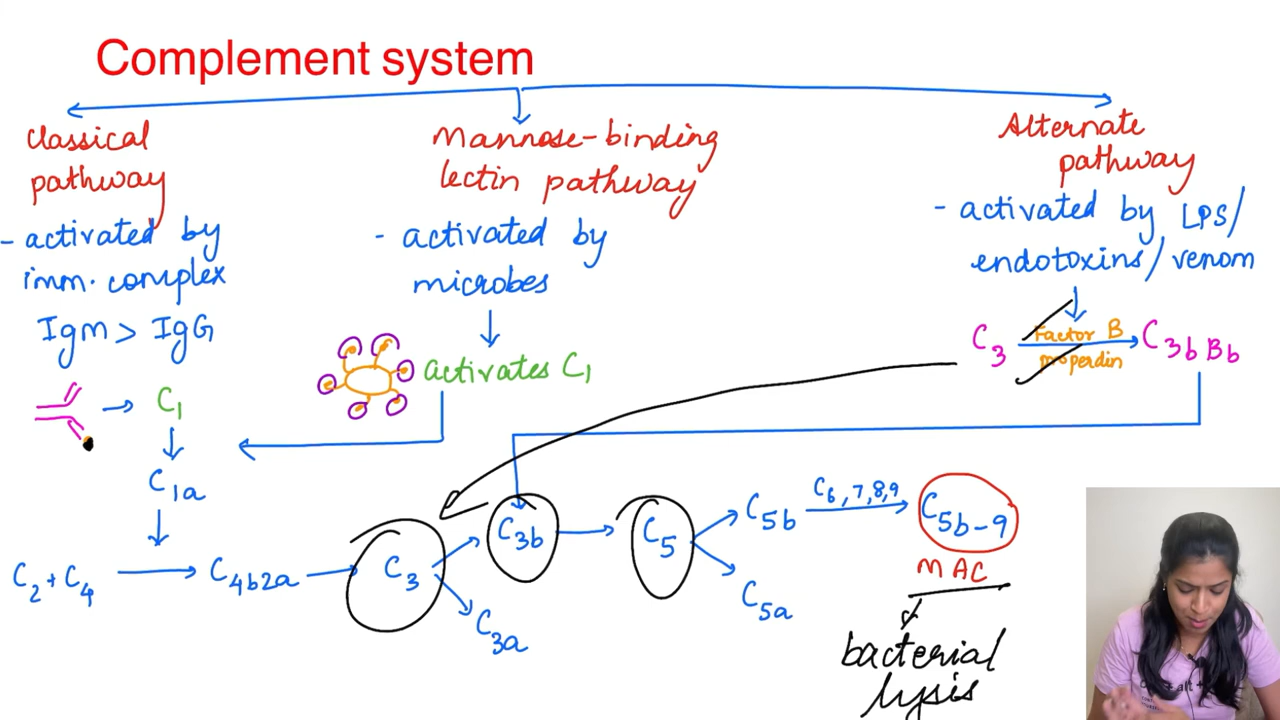 Complement system
Classical
pathway
- activated by
imm. complex
IgM > IgG
C1
C1a
C2 + C4
C4b2a
Mannose-binding
lectin pathway
- activated by
microbes
activates C1
Alternate
pathway
- activated by LPS/
endotoxins/venom
C3
Factor B
properdin
C3bBb
C3
C3b
C3a
C5
C5b
C5a
C6,7,8,9
C5b-9
MAC
bacterial
lysis